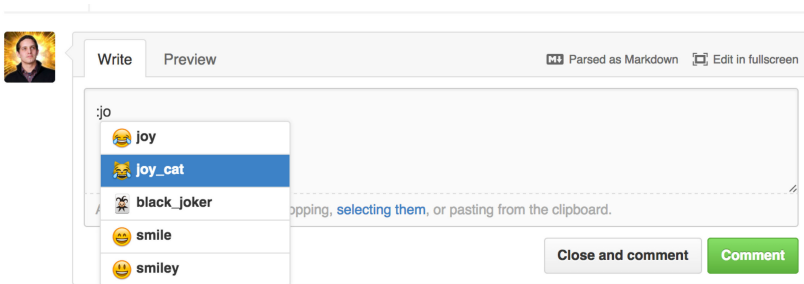 Write Preview Parsed as Markdown Edit in fullscreen
:jo
joy
joy_cat
black_joker
opping, selecting them, or pasting from the clipboard.
smile
smiley
Close and comment Comment